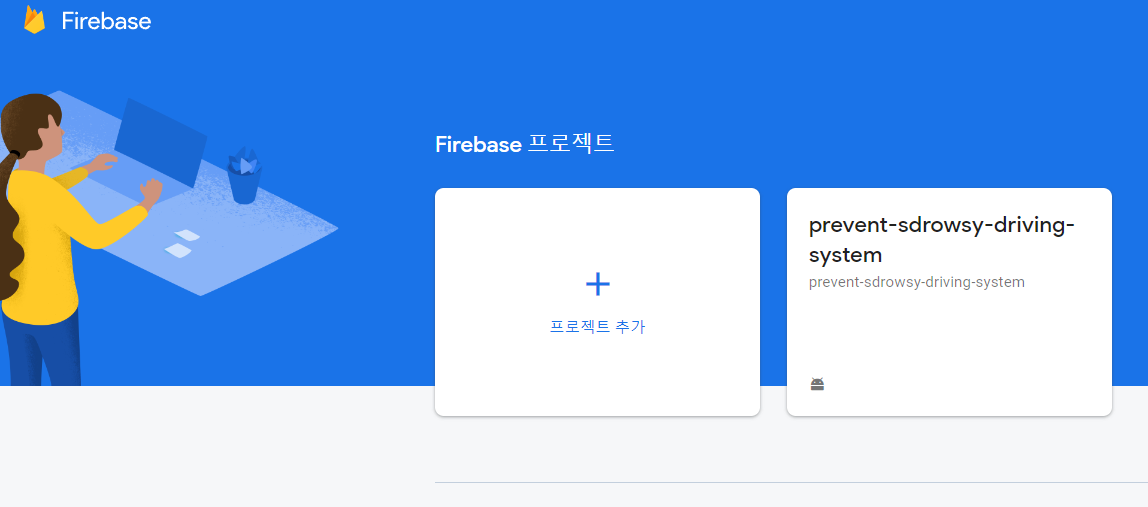 Firebase
Firebase 프로젝트
프로젝트 추가
prevent-sdrowsy-driving-
system
prevent-sdrowsy-driving-system